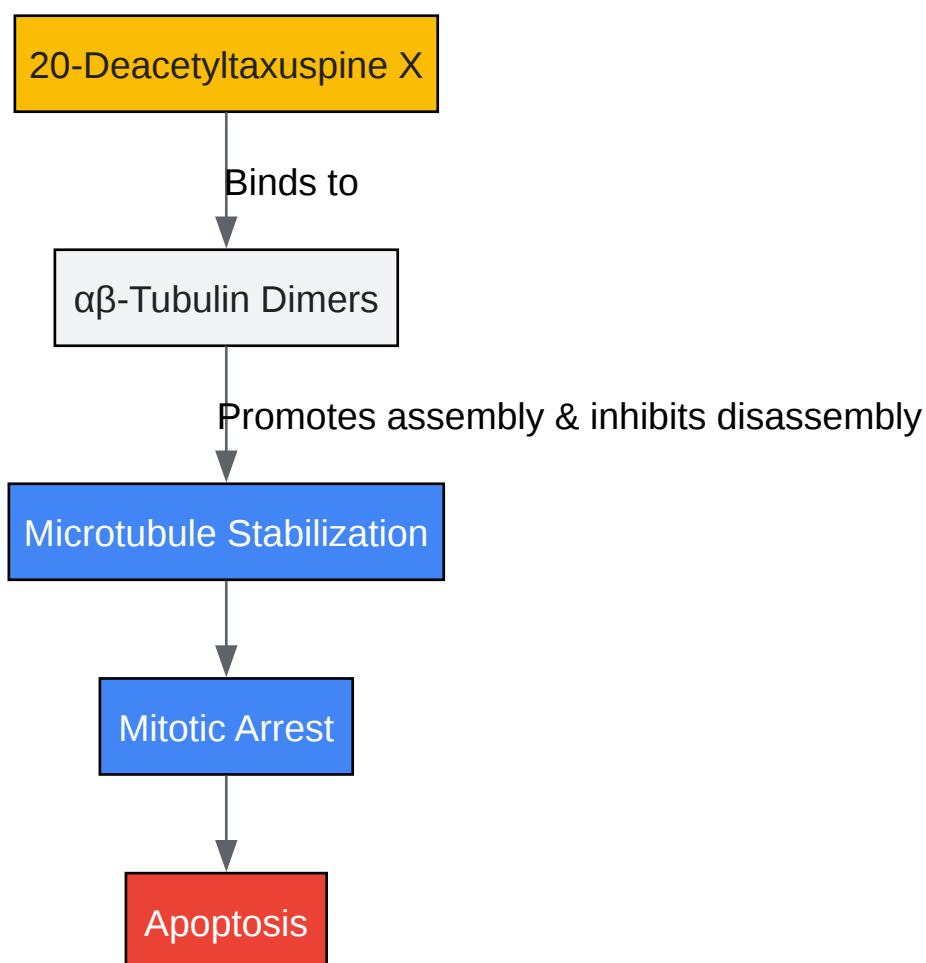 20-Deacetyltaxuspine X
Binds to
αβ-Tubulin Dimers
Promotes assembly & inhibits disassembly
Microtubule Stabilization
Mitotic Arrest
Apoptosis